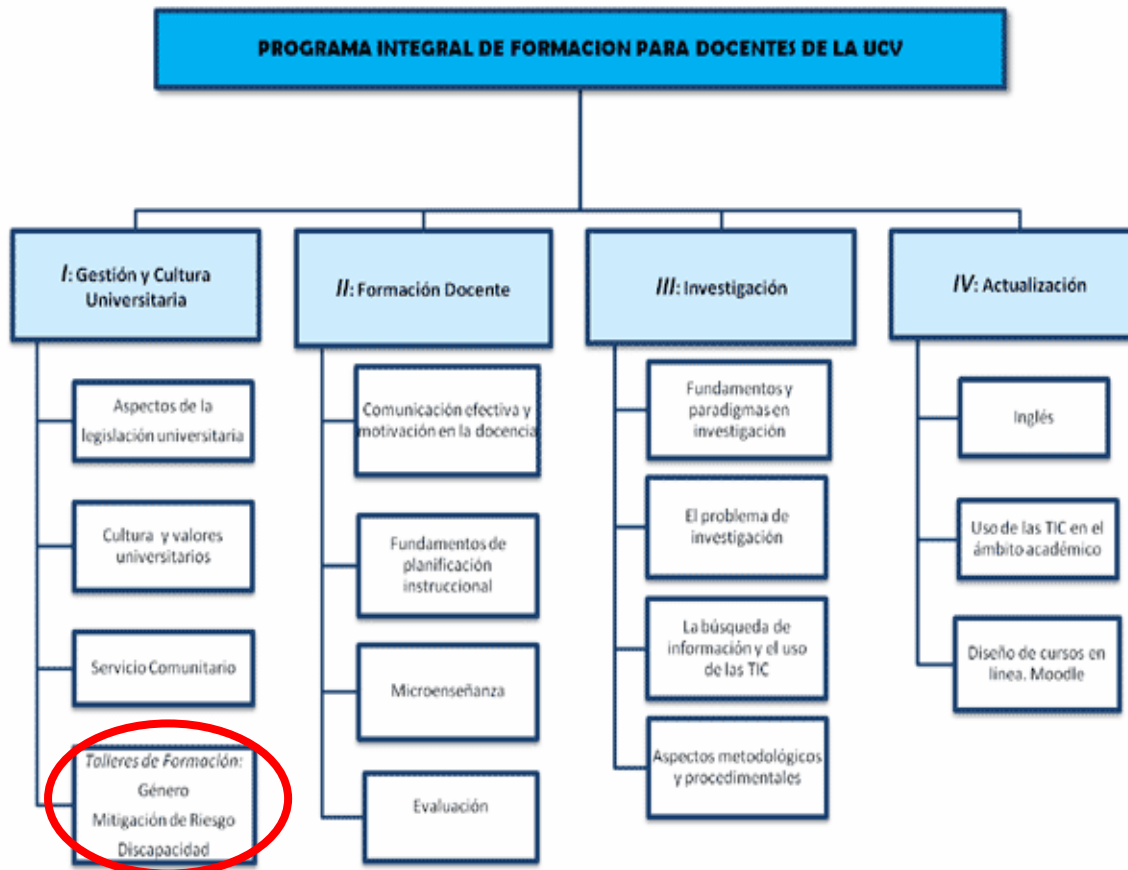 PROGRAMA INTEGRAL DE FORMACION PARA DOCENTES DE LA UCV
I: Gestión y Cultura
Universitaria
Aspectos de la
legislación universitaria
Cultura y valores
universitarios
Servicio Comunitario
Talleres de Formación:
Género
Mitigación de Riesgo
Discapacidad
II: Formación Docente
Comunicación efectiva y
motivación en la docencia
Fundamentos de
planificación
instruccional
Microenseñanza
Evaluación
III: Investigación
Fundamentos y
paradigmas en
investigación
El problema de
investigación
La búsqueda de
información y el uso
de las TIC
Aspectos metodológicos
y procedimentales
IV: Actualización
Inglés
Uso de las TIC en el
ámbito académico
Diseño de cursos en
línea. Moodle